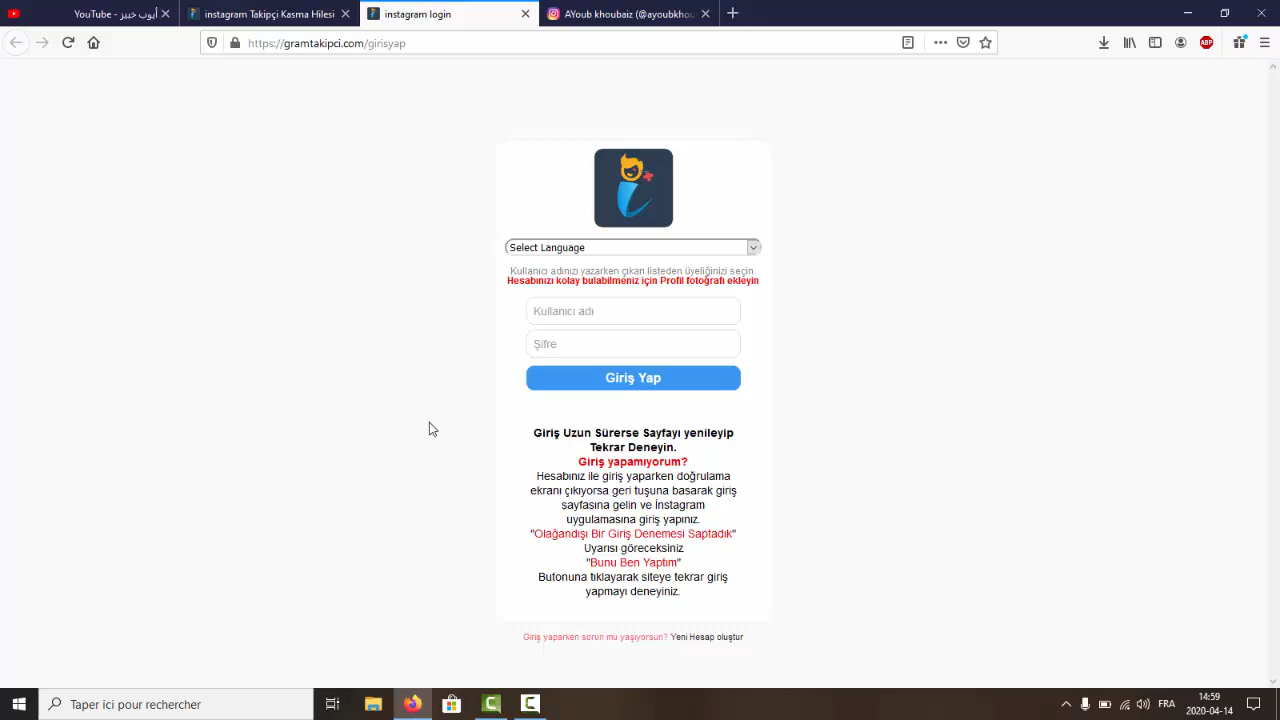 YouTube - أيوب خبيز
instagram Takipçi Kasma Hilesi
instagram login
AYoub khoubaiz (@ayoubkhou
https://gramtakipci.com/girisyap
ABP
Select Language
Kullanıcı adınızı yazarken çıkan listeden üyeliğinizi seçin.
Hesabınızı kolay bulabilmeniz için Profil fotoğrafı ekleyin
Kullanıcı adı
Şifre
Giriş Yap
Giriş Uzun Sürerse Sayfayı yenileyip
Tekrar Deneyin.
Giriş yapamıyorum?
Hesabınız ile giriş yaparken doğrulama
ekranı çıkıyorsa geri tuşuna basarak giriş
sayfasına gelin ve İnstagram
uygulamasına giriş yapınız.
"Olağandışı Bir Giriş Denemesi Saptadık"
Uyarısı göreceksiniz
"Bunu Ben Yaptım"
Butonuna tıklayarak siteye tekrar giriş
yapmayı deneyiniz.
Giriş yaparken sorun mu yaşıyorsun? Yeni Hesap oluştur
Taper ici pour rechercher
FRA
14:59
2020-04-14